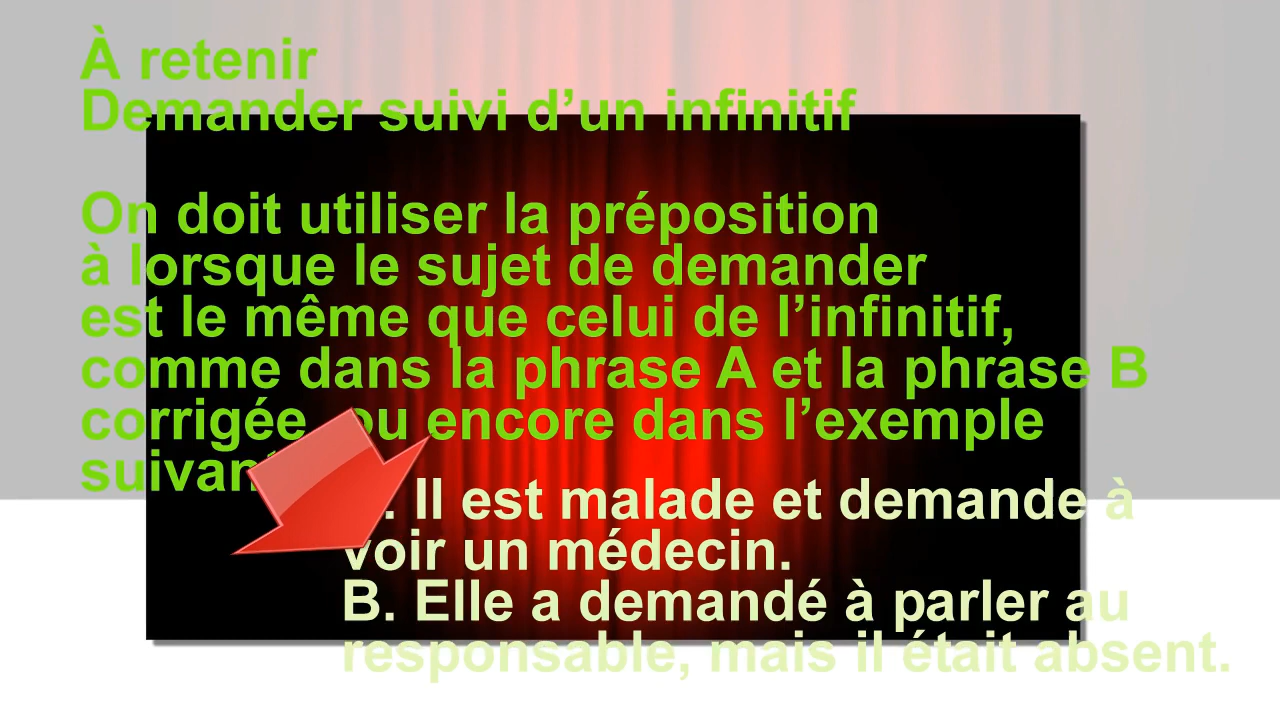 À retenir
Demander suivi d’un infinitif
On doit utiliser la préposition
à lorsque le sujet de demander
est le même que celui de l’infinitif,
comme dans la phrase A et la phrase B
corrigée ou encore dans l’exemple
. Il est malade et demande à
voir un médecin.
B. Elle a demandé à parler au
responsable, mais il était absent.